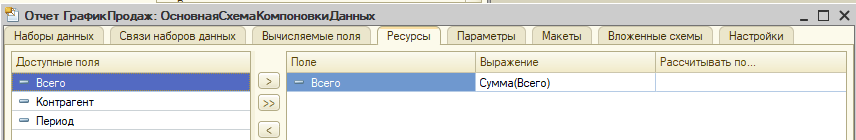 Отчет ГрафикПродаж: ОсновнаяСхемаКомпоновкиДанных
Наборы данных Связи наборов данных Вычисляемые поля Ресурсы Параметры Макеты Вложенные схемы Настройки
Доступные поля Поле Выражение Рассчитывать по...
Всего > Всего Сумма(Всего)
Контрагент >>
Период <